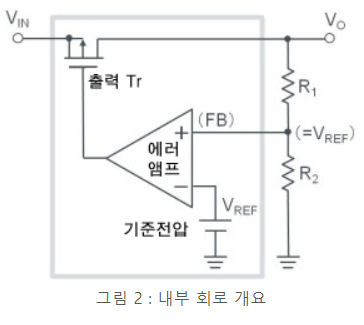 VIN
VO
출력 Tr
R1
(FB)
+
에러
앰프
(=VREF)
−
R2
VREF
기준전압
그림 2 : 내부 회로 개요